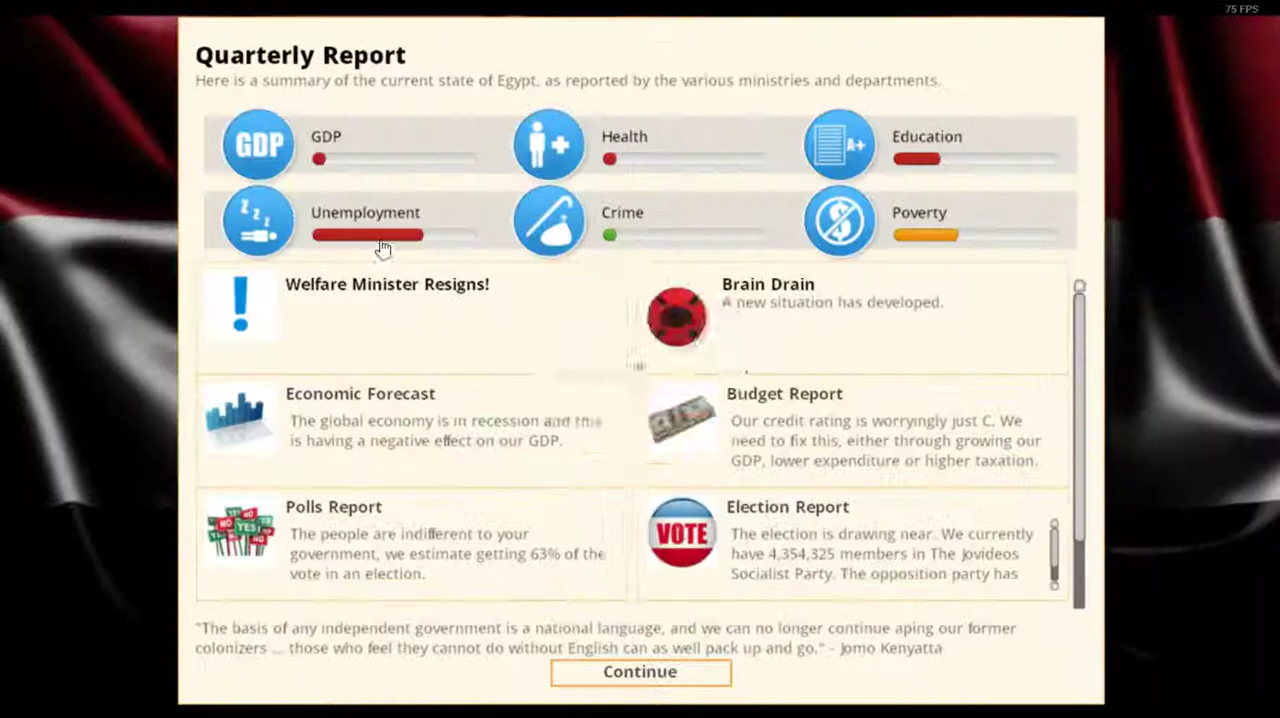 75 FPS
Quarterly Report
Here is a summary of the current state of Egypt, as reported by the various ministries and departments.
GDP
GDP
Health
A+
Education
Z Z Z
Unemployment
Crime
$
Poverty
Welfare Minister Resigns!
Brain Drain
A new situation has developed.
Economic Forecast
The global economy is in recession and this
is having a negative effect on our GDP.
Budget Report
Our credit rating is worryingly just C. We
need to fix this, either through growing our
GDP, lower expenditure or higher taxation.
Polls Report
NO YES! NO
NO NO
The people are indifferent to your
government, we estimate getting 63% of the
vote in an election.
Election Report
VOTE
The election is drawing near. We currently
have 4,354,325 members in The Jovideos
Socialist Party. The opposition party has
"The basis of any independent government is a national language, and we can no longer continue aping our former
colonizers ... those who feel they cannot do without English can as well pack up and go." - Jomo Kenyatta
Continue